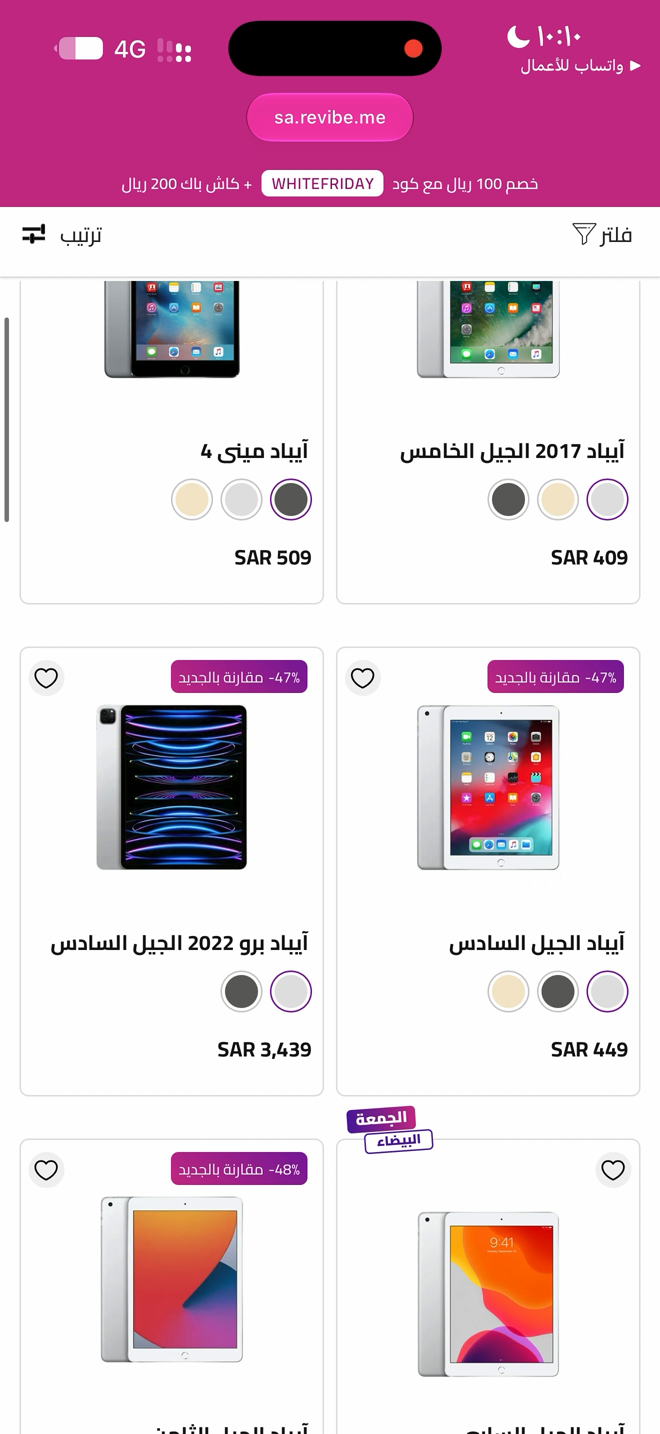 ١٠:١٠
4G
◀ واتساب للأعمال
sa.revibe.me
خصم 100 ريال مع كود WHITEFRIDAY + كاش باك 200 ريال
فلتر
ترتيب
آيباد 2017 الجيل الخامس
SAR 409
آيباد ميني 4
SAR 509
-47% مقارنة بالجديد
آيباد الجيل السادس
SAR 449
-47% مقارنة بالجديد
آيباد برو 2022 الجيل السادس
SAR 3,439
الجمعة
البيضاء
9:41
-48% مقارنة بالجديد